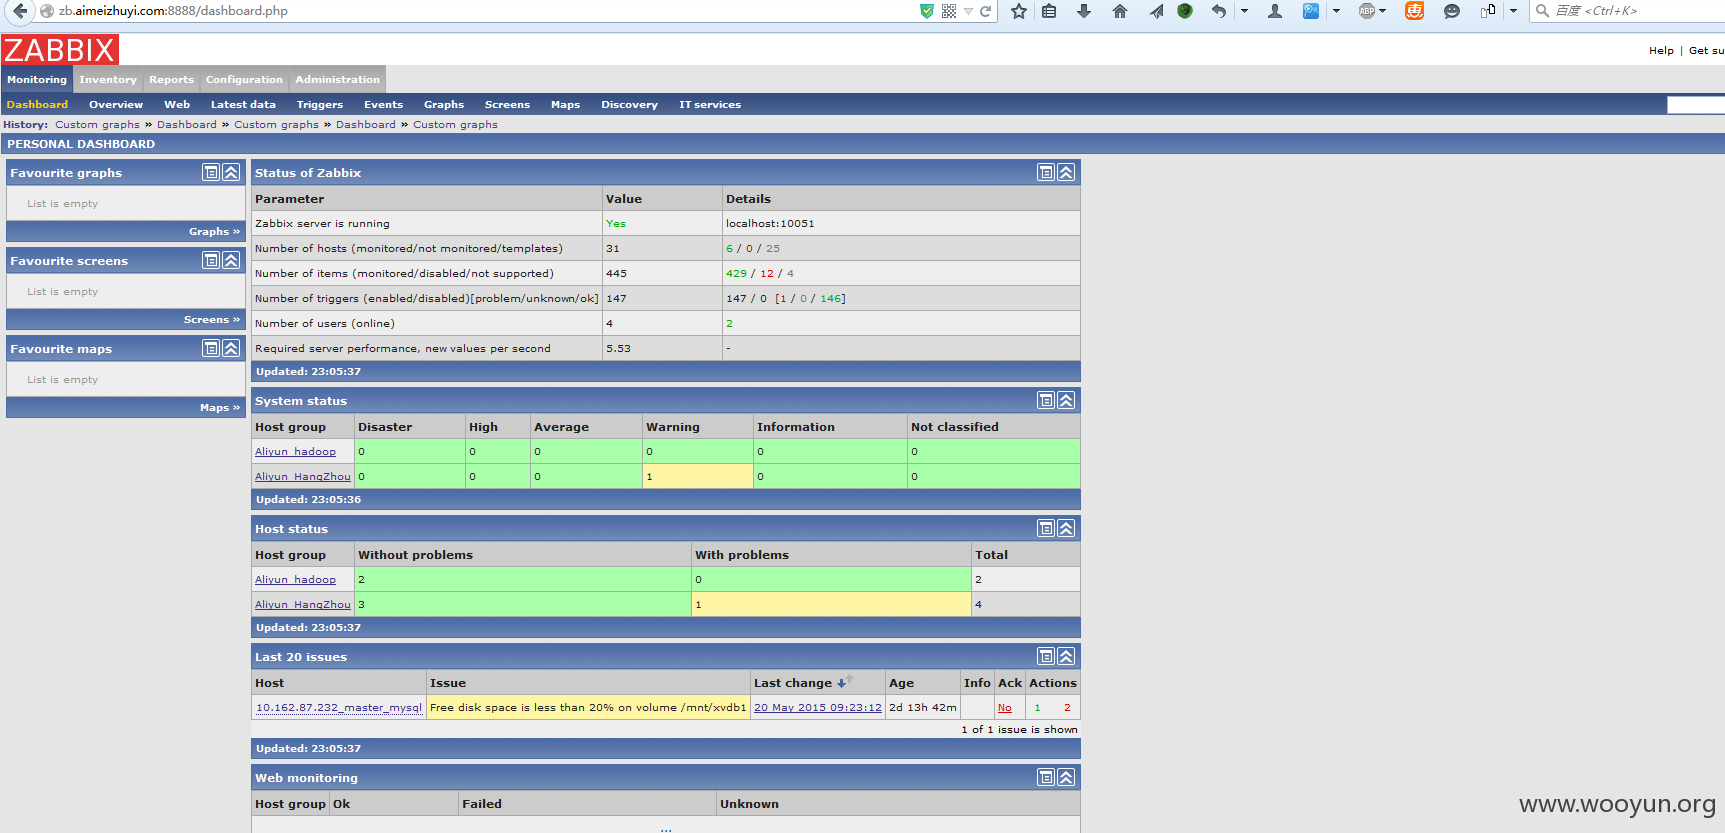 zb.aimeizhuyi.com:8888/dashboard.php
ABP
惠
百度 <Ctrl+K>
ZABBIX
Help | Get su
Monitoring Inventory Reports Configuration Administration
Dashboard Overview Web Latest data Triggers Events Graphs Screens Maps Discovery IT services
History: Custom graphs » Dashboard » Custom graphs » Dashboard » Custom graphs
PERSONAL DASHBOARD
Favourite graphs
List is empty
Graphs »
Favourite screens
List is empty
Screens »
Favourite maps
List is empty
Maps »
Status of Zabbix
Parameter Value Details
Zabbix server is running Yes localhost:10051
Number of hosts (monitored/not monitored/templates) 31 6 / 0 / 25
Number of items (monitored/disabled/not supported) 445 429 / 12 / 4
Number of triggers (enabled/disabled)[problem/unknown/ok] 147 147 / 0 [1 / 0 / 146]
Number of users (online) 4 2
Required server performance, new values per second 5.53 -
Updated: 23:05:37
System status
Host group Disaster High Average Warning Information Not classified
Aliyun_hadoop 0 0 0 0 0 0
Aliyun_HangZhou 0 0 0 1 0 0
Updated: 23:05:36
Host status
Host group Without problems With problems Total
Aliyun_hadoop 2 0 2
Aliyun_HangZhou 3 1 4
Updated: 23:05:37
Last 20 issues
Host Issue Last change Age Info Ack Actions
10.162.87.232_master_mysql Free disk space is less than 20% on volume /mnt/xvdb1 20 May 2015 09:23:12 2d 13h 42m No 1 2
1 of 1 issue is shown
Updated: 23:05:37
Web monitoring
Host group Ok Failed Unknown
...
www.wooyun.org